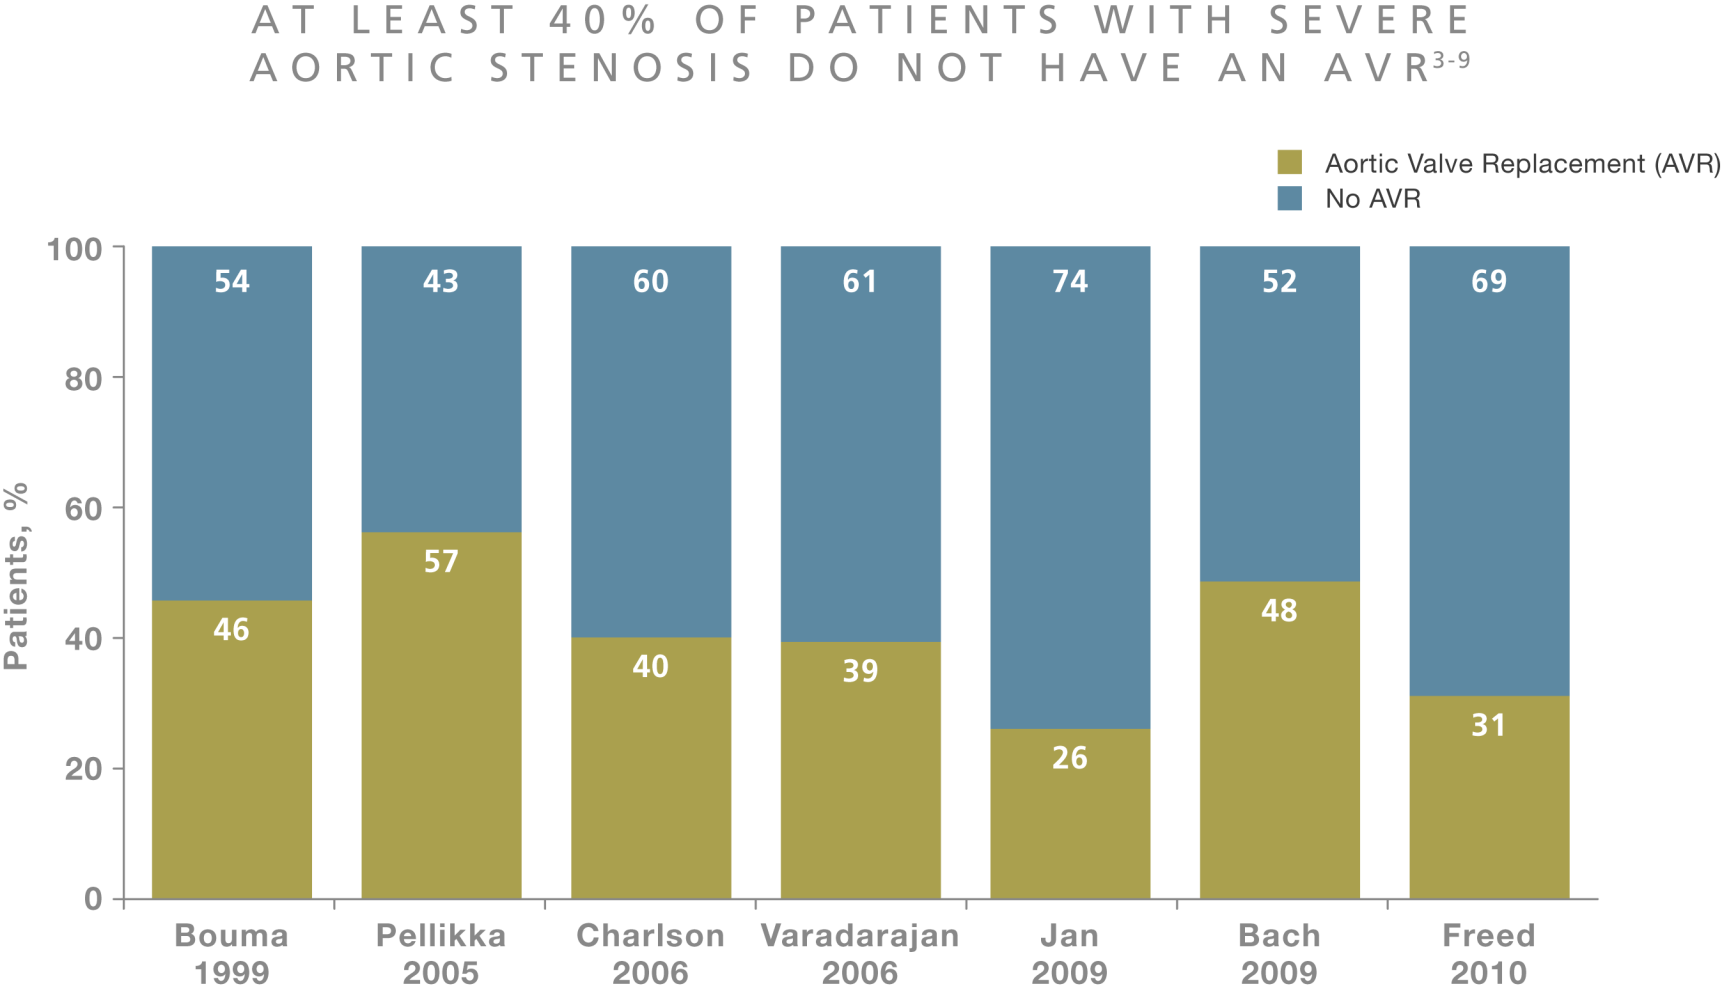 AT LEAST 40% OF PATIENTS WITH SEVERE
AORTIC STENOSIS DO NOT HAVE AN AVR3-9
Aortic Valve Replacement (AVR)
No AVR
Patients, %
100
80
60
40
20
0
54 43 60 61 74 52 69
46 57 40 39 26 48 31
Bouma Pellikka Charlson Varadarajan Jan Bach Freed
1999 2005 2006 2006 2009 2009 2010